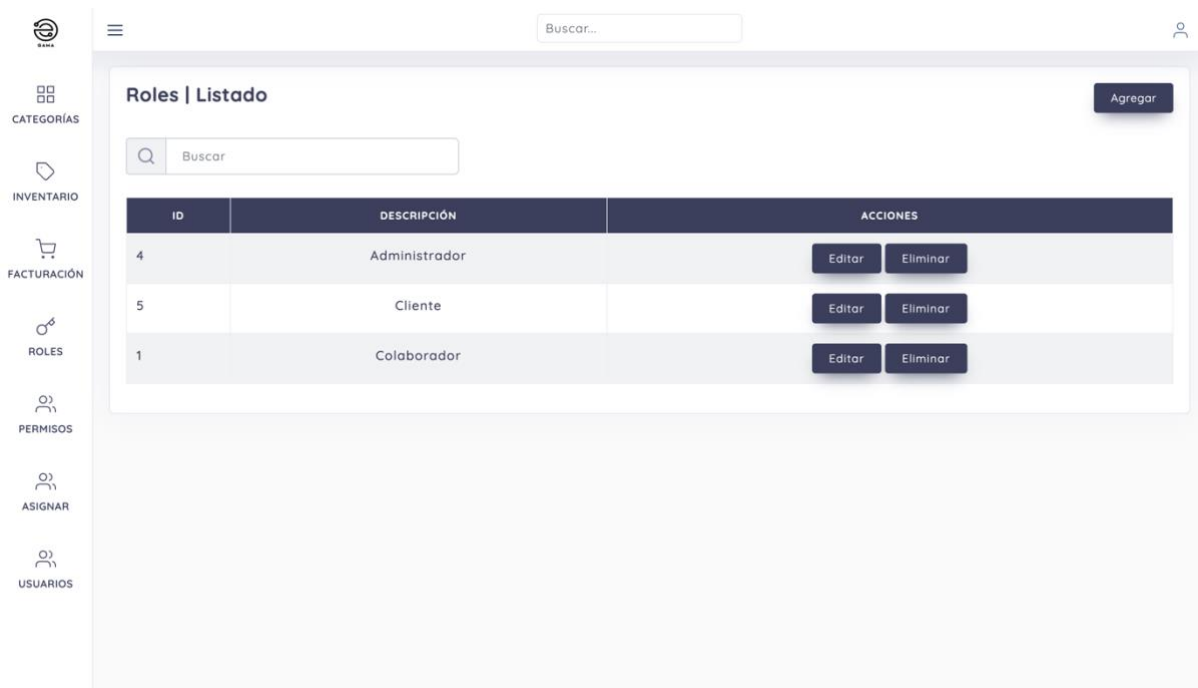 GAMA
Buscar...
CATEGORÍAS
INVENTARIO
FACTURACIÓN
ROLES
PERMISOS
ASIGNAR
USUARIOS
Roles | Listado
Agregar
Buscar
ID DESCRIPCIÓN ACCIONES
4 Administrador Editar Eliminar
5 Cliente Editar Eliminar
1 Colaborador Editar Eliminar